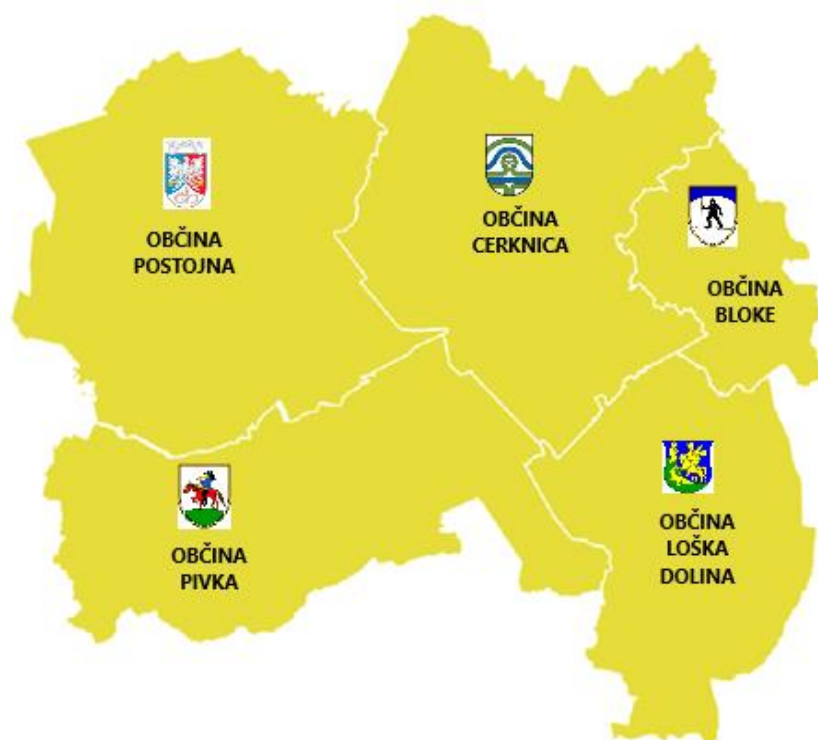 OBČINA
POSTOJNA
OBČINA
CERKNICA
OBČINA
BLOKE
OBČINA
PIVKA
OBČINA
LOŠKA
DOLINA